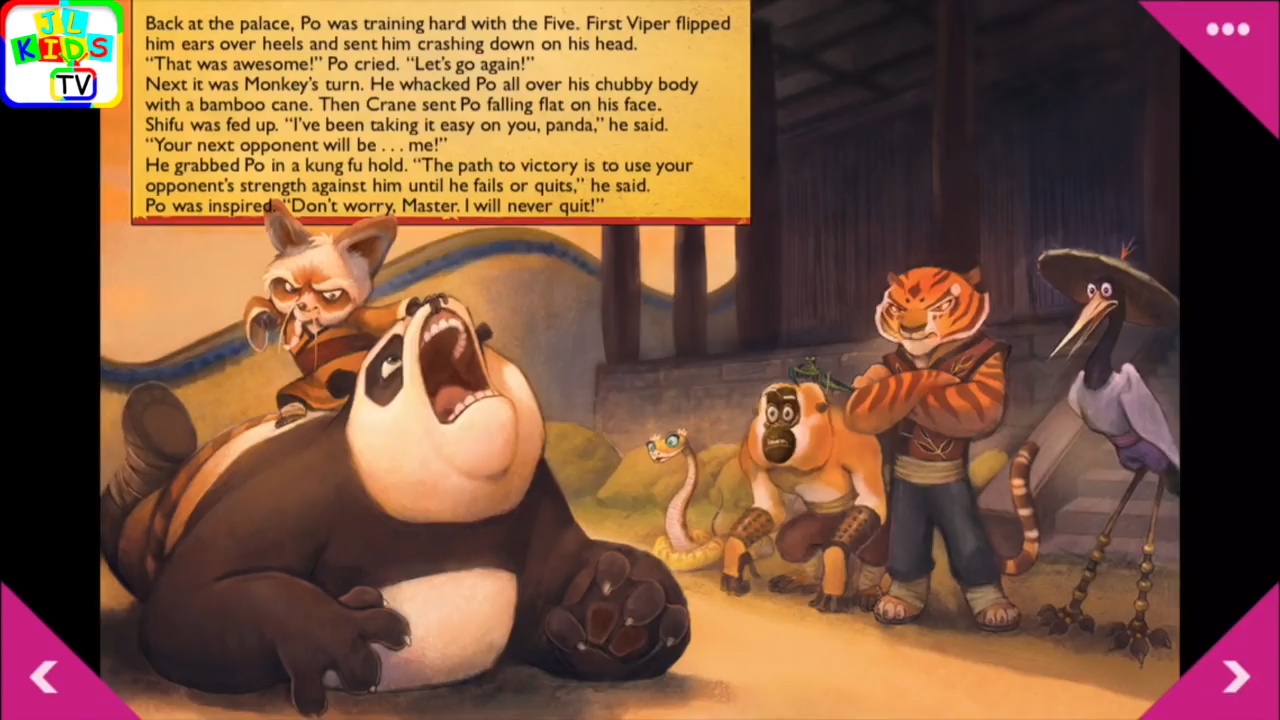 JL
KIDS
TV
Back at the palace, Po was training hard with the Five. First Viper flipped
him ears over heels and sent him crashing down on his head.
“That was awesome!” Po cried. “Let’s go again!”
Next it was Monkey’s turn. He whacked Po all over his chubby body
with a bamboo cane. Then Crane sent Po falling flat on his face.
Shifu was fed up. “I’ve been taking it easy on you, panda,” he said.
“Your next opponent will be . . . me!”
He grabbed Po in a kung fu hold. “The path to victory is to use your
opponent’s strength against him until he fails or quits,” he said.
Po was inspired. “Don’t worry, Master. I will never quit!”